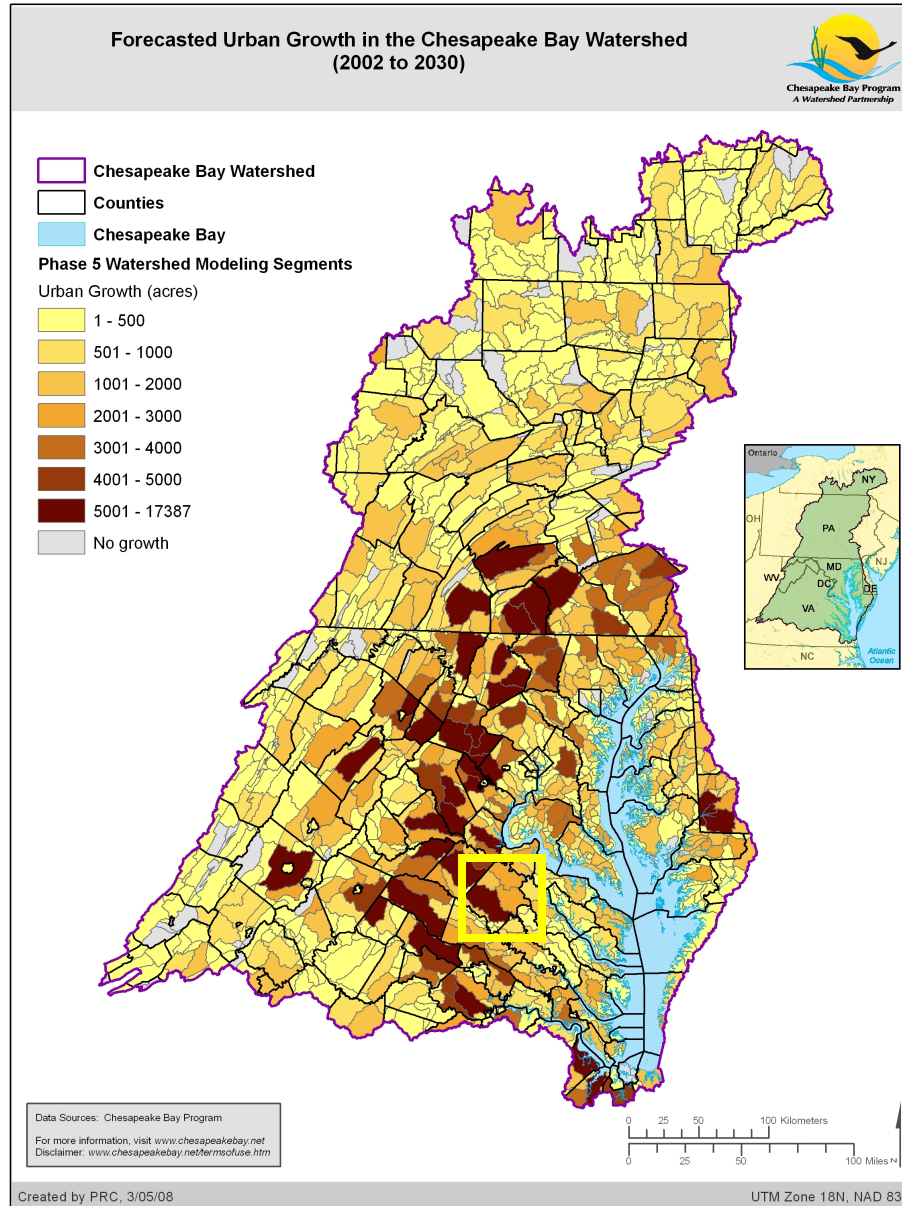 Forecasted Urban Growth in the Chesapeake Bay Watershed
(2002 to 2030)
Chesapeake Bay Program
A Watershed Partnership
Chesapeake Bay Watershed
Counties
Chesapeake Bay
Phase 5 Watershed Modeling Segments
Urban Growth (acres)
1 - 500
501 - 1000
1001 - 2000
2001 - 3000
3001 - 4000
4001 - 5000
5001 - 17387
No growth
Ontario
NY
OH
PA
NJ
MD
WV
DC
DE
VA
NC
Atlantic
Ocean
Data Sources: Chesapeake Bay Program
For more information, visit www.chesapeakebay.net
Disclaimer: www.chesapeakebay.net/termsofuse.htm
0 25 50 100 Kilometers
0 25 50 100 Miles
N
Created by PRC, 3/05/08
UTM Zone 18N, NAD 83